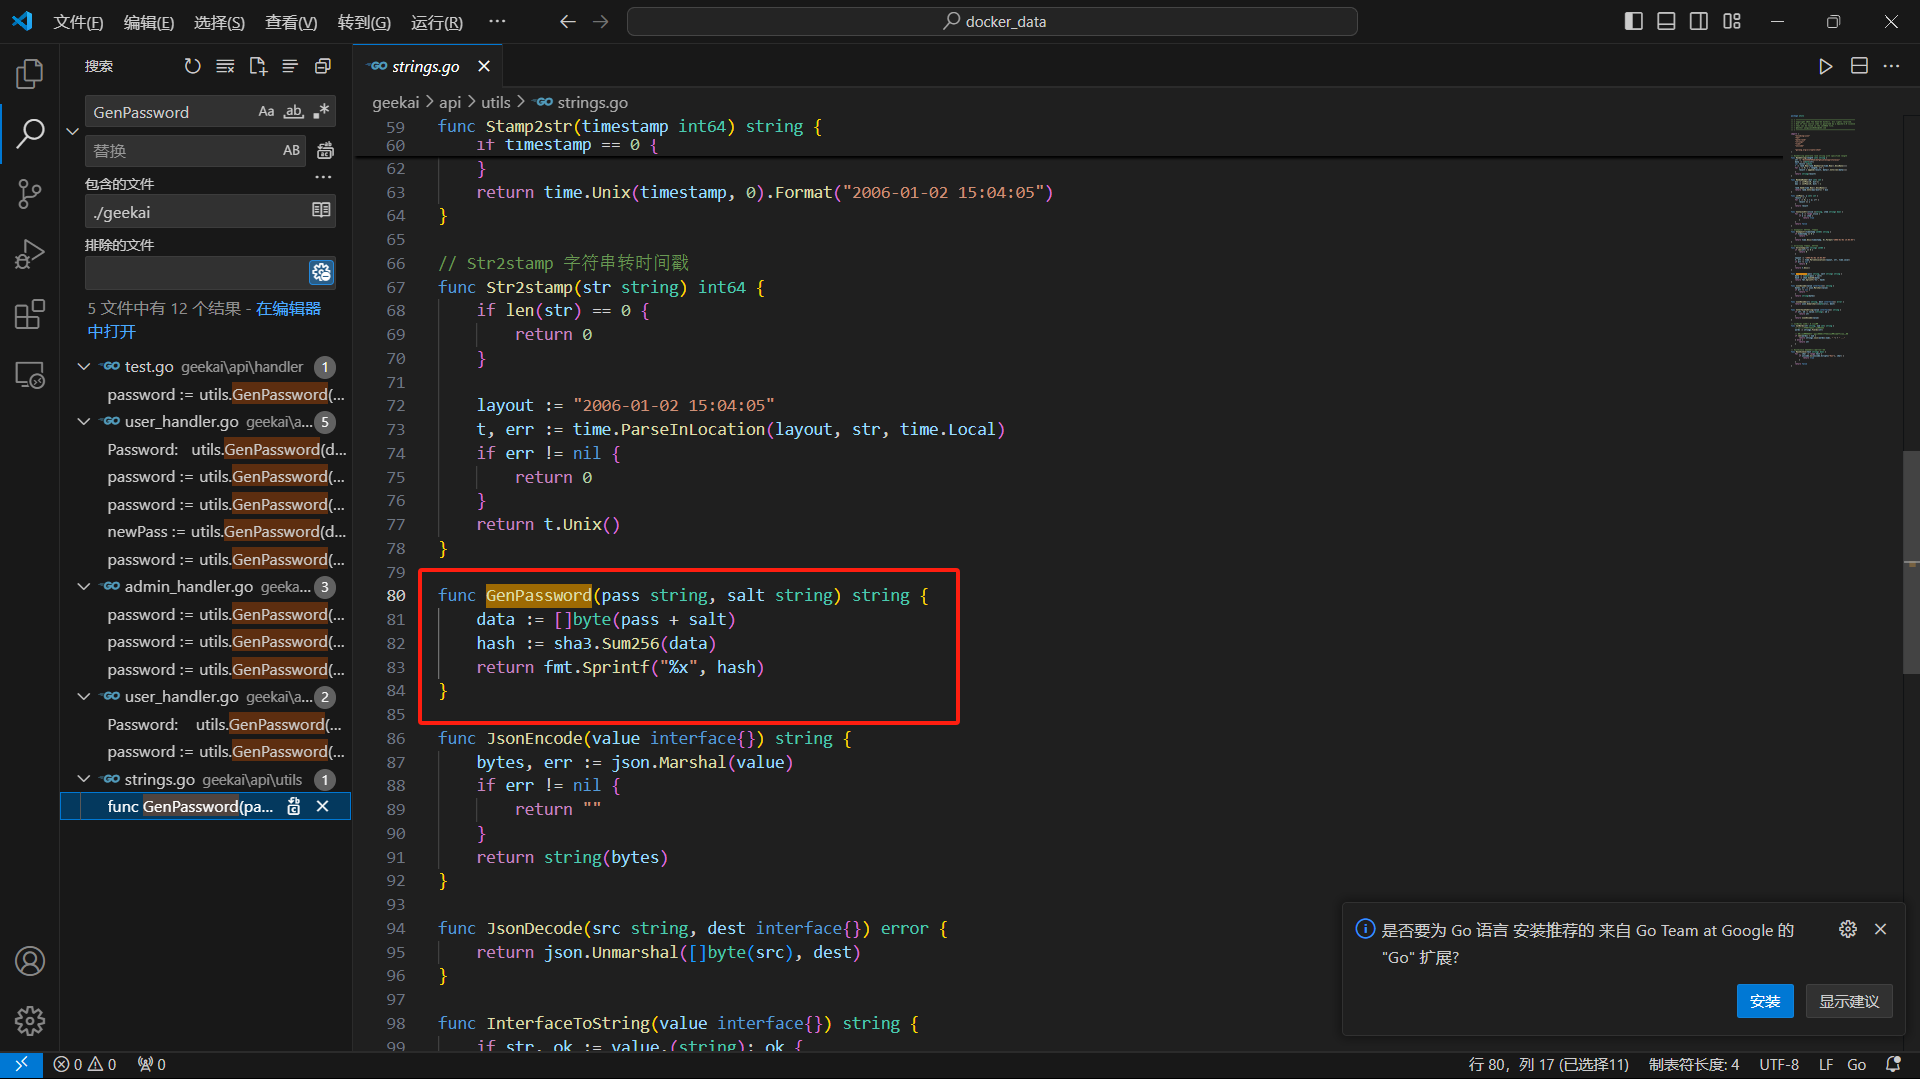 文件(F) 编辑(E) 选择(S) 查看(V) 转到(G) 运行(R) ··· docker_data
搜索
GenPassword Aa ab
替换 AB
包含的文件 ···
./geekai
排除的文件
5 文件中有 12 个结果 - 在编辑器
中打开
test.go geekai\api\handler 1
password := utils.GenPassword(...
user_handler.go geekai\a... 5
Password: utils.GenPassword(d...
password := utils.GenPassword(...
password := utils.GenPassword(...
newPass := utils.GenPassword(d...
password := utils.GenPassword(...
admin_handler.go geeka... 3
password := utils.GenPassword(...
password := utils.GenPassword(...
password := utils.GenPassword(...
user_handler.go geekai\a... 2
Password: utils.GenPassword(...
password := utils.GenPassword(...
strings.go geekai\api\utils 1
func GenPassword(pa...
GO strings.go
geekai > api > utils > GO strings.go
59 func Stamp2str(timestamp int64) string {
60 if timestamp == 0 {
62 }
63 return time.Unix(timestamp, 0).Format("2006-01-02 15:04:05")
64 }
65
66 // Str2stamp 字符串转时间戳
67 func Str2stamp(str string) int64 {
68 if len(str) == 0 {
69 return 0
70 }
71
72 layout := "2006-01-02 15:04:05"
73 t, err := time.ParseInLocation(layout, str, time.Local)
74 if err != nil {
75 return 0
76 }
77 return t.Unix()
78 }
79
80 func GenPassword(pass string, salt string) string {
81 data := []byte(pass + salt)
82 hash := sha3.Sum256(data)
83 return fmt.Sprintf("%x", hash)
84 }
85
86 func JsonEncode(value interface{}) string {
87 bytes, err := json.Marshal(value)
88 if err != nil {
89 return ""
90 }
91 return string(bytes)
92 }
93
94 func JsonDecode(src string, dest interface{}) error {
95 return json.Unmarshal([]byte(src), dest)
96 }
97
98 func InterfaceToString(value interface{}) string {
99 if str, ok := value.(string); ok {
是否要为 Go 语言 安装推荐的 来自 Go Team at Google 的
"Go" 扩展?
安装 显示建议
0 0 0 行 80，列 17 (已选择11) 制表符长度: 4 UTF-8 LF Go